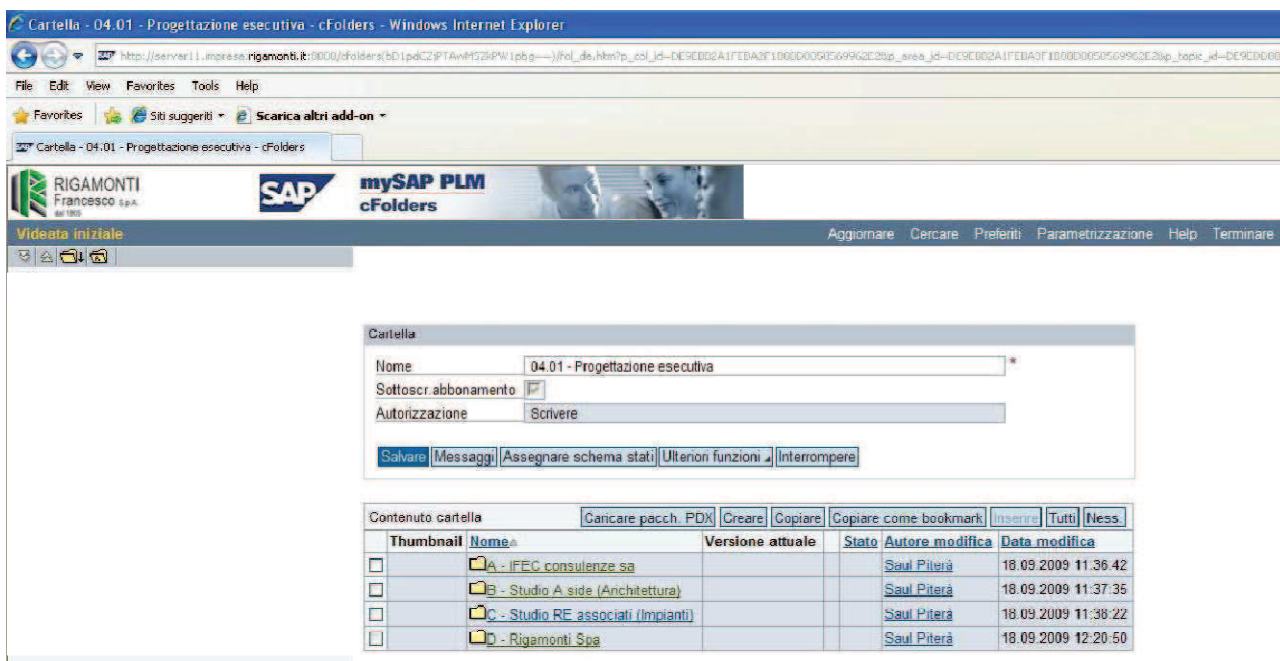 Cartella - 04.01 - Progettazione esecutiva - cFolders - Windows Internet Explorer
File Edit View Favorites Tools Help
Favorites Siti suggeriti Scarica altri add-on
Cartella - 04.01 - Progettazione esecutiva - cFolders
RIGAMONTI
Francesco S.p.A.
dal 1905
SAP
mySAP PLM
cFolders
Videata iniziale Aggiornare Cercare Preferiti Parametrizzazione Help Terminare
Cartella
Nome 04.01 - Progettazione esecutiva *
Sottoscr.abbonamento
Autorizzazione Scrivere
Salvare Messaggi Assegnare schema stati Ulteriori funzioni Interrompere
Contenuto cartella Caricare pacch. PDX Creare Copiare Copiare come bookmark Inserire Tutti Ness.
Thumbnail Nome Versione attuale Stato Autore modifica Data modifica
A - IFEC consulenze sa Saul Piterà 18.09.2009 11:36:42
B - Studio A side (Architettura) Saul Piterà 18.09.2009 11:37:35
C - Studio RE associati (Impianti) Saul Piterà 18.09.2009 11:38:22
D - Rigamonti Spa Saul Piterà 18.09.2009 12:20:50